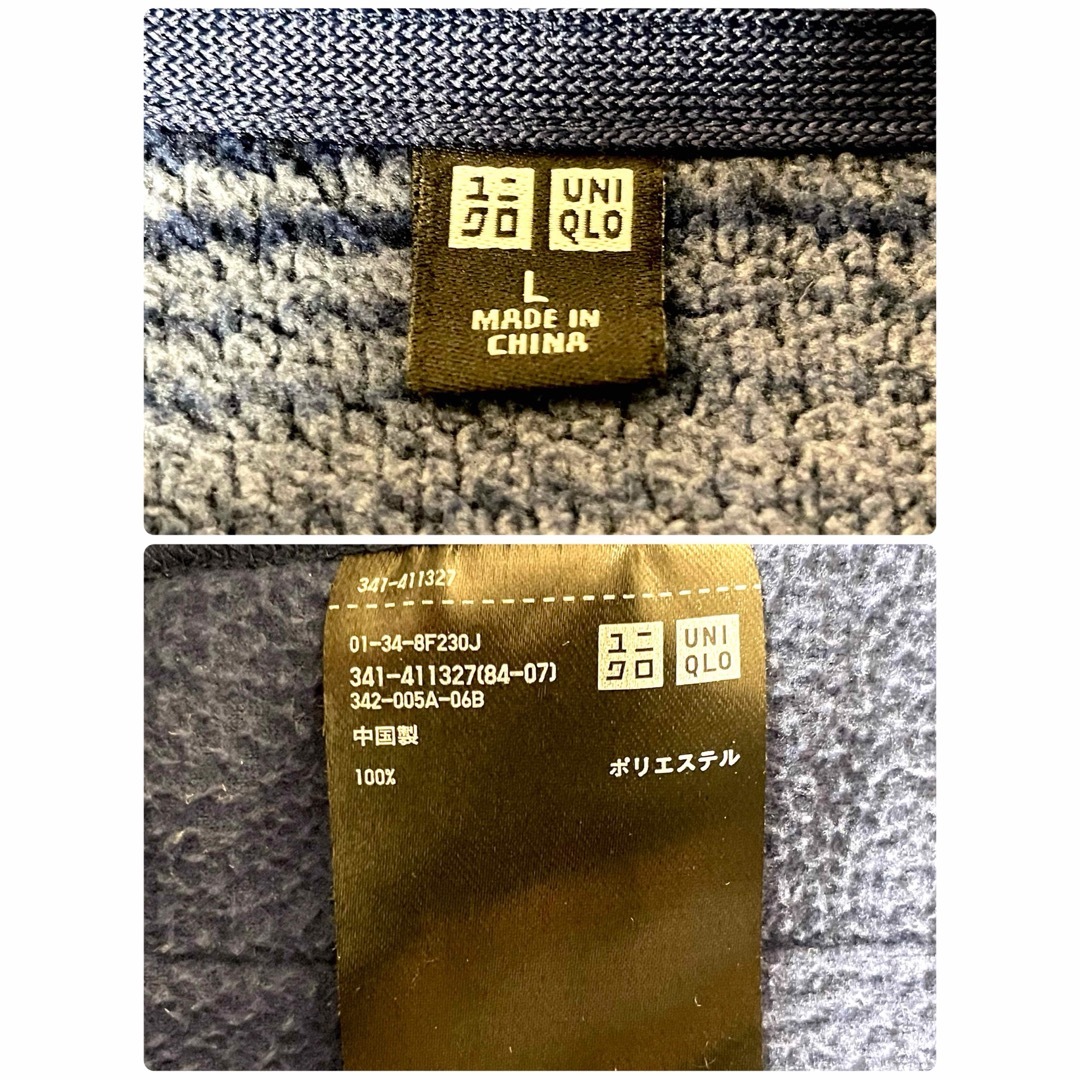 ユニ UNI
クロ QLO
L
MADE IN
CHINA
341-411327
01-34-8F230J
ユニ UNI
クロ QLO
341-411327(84-07)
342-005A-06B
中国製
100% ポリエステル